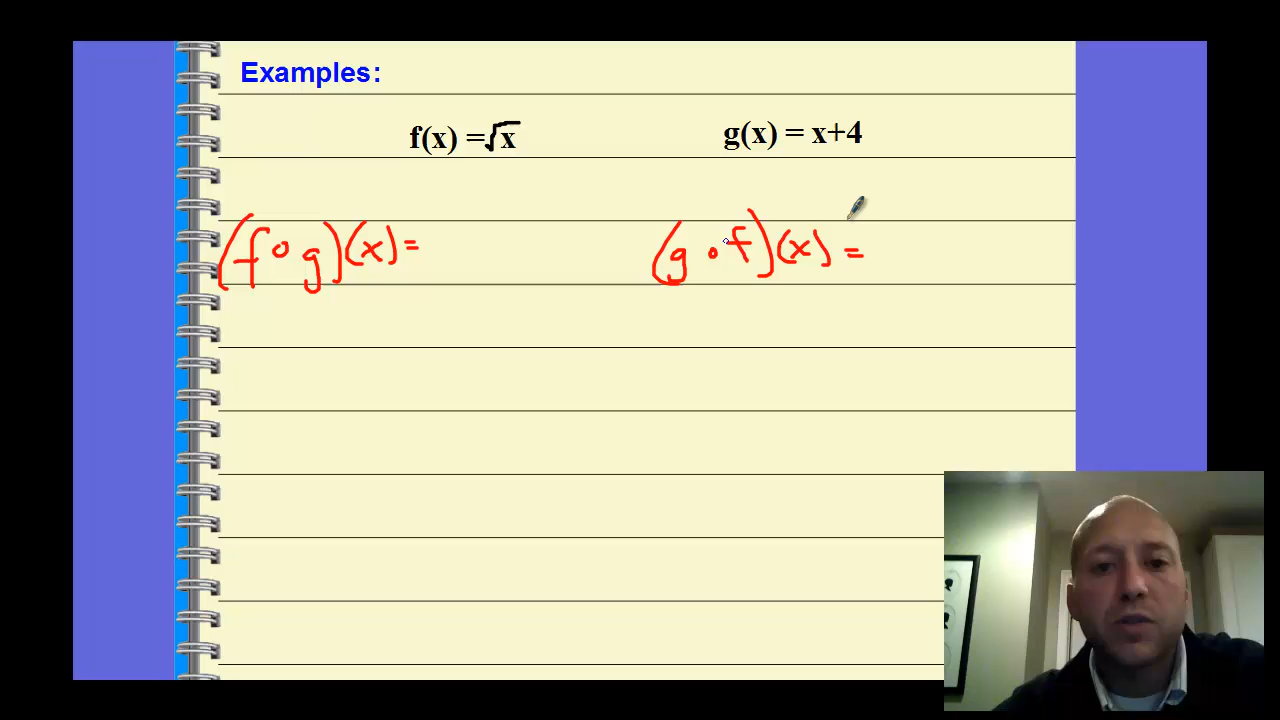 Examples:
f(x) =√x g(x) = x+4
(f∘g)(x)= (g∘f)(x)=